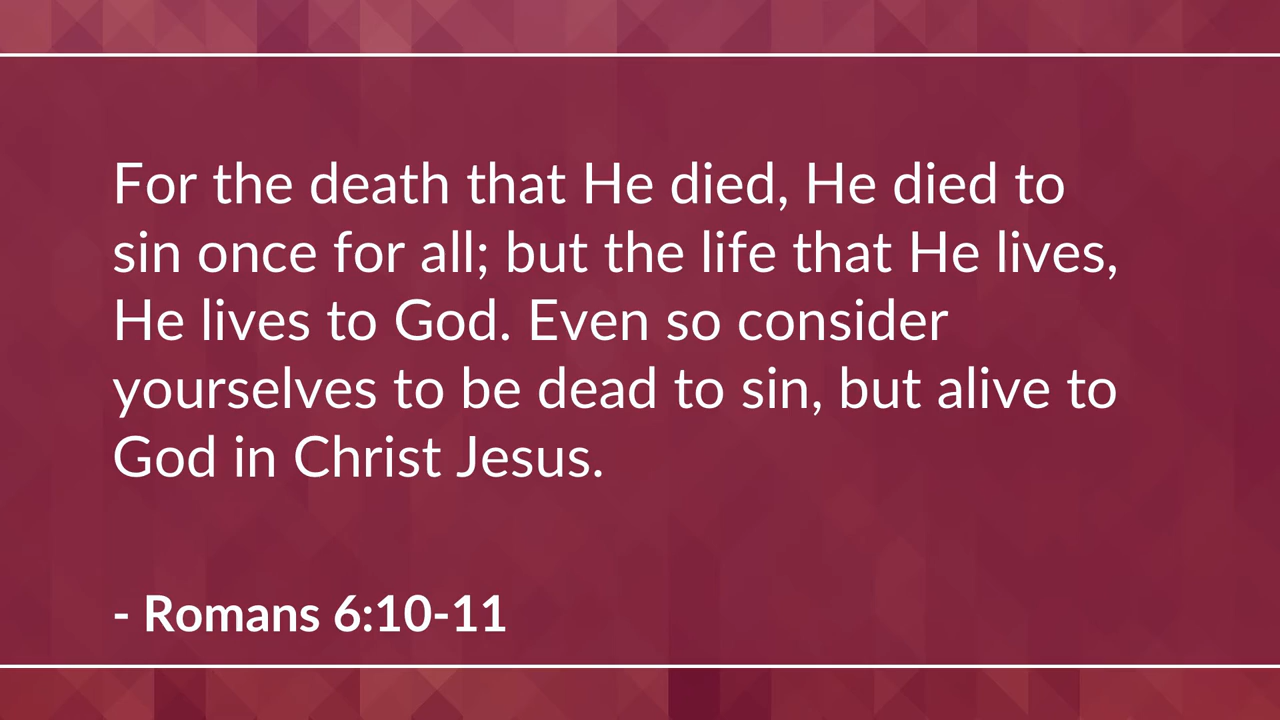 For the death that He died, He died to
sin once for all; but the life that He lives,
He lives to God. Even so consider
yourselves to be dead to sin, but alive to
God in Christ Jesus.
- Romans 6:10-11